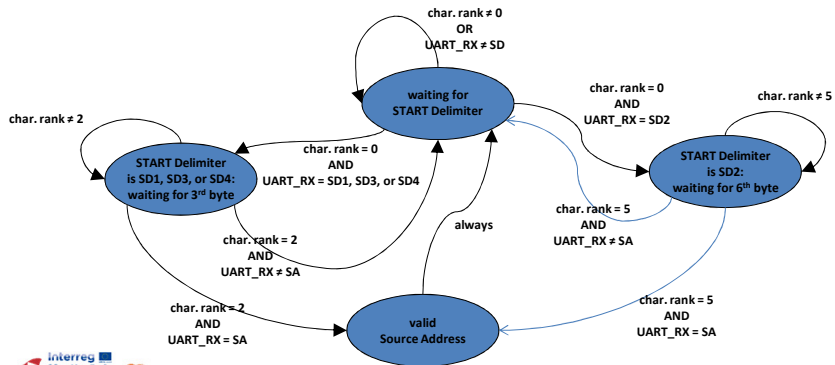 char. rank ≠ 0
OR
UART_RX ≠ SD
waiting for
START Delimiter
char. rank = 0
AND
UART_RX = SD2
char. rank ≠ 5
char. rank ≠ 2
START Delimiter
is SD1, SD3, or SD4:
waiting for 3rd byte
char. rank = 0
AND
UART_RX = SD1, SD3, or SD4
START Delimiter
is SD2:
waiting for 6th byte
char. rank = 2
AND
UART_RX ≠ SA
always
char. rank = 5
AND
UART_RX ≠ SA
char. rank = 2
AND
UART_RX = SA
valid
Source Address
char. rank = 5
AND
UART_RX = SA
Interreg